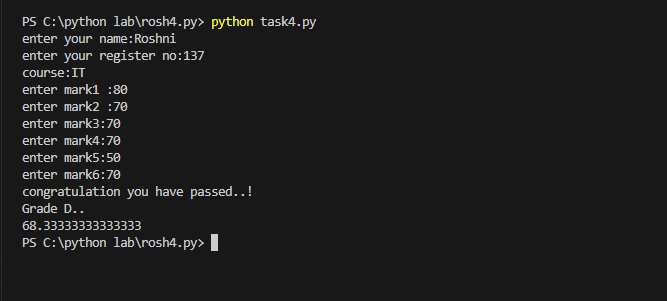 PS C:\python lab\rosh4.py> python task4.py
enter your name:Roshni
enter your register no:137
course:IT
enter mark1 :80
enter mark2 :70
enter mark3:70
enter mark4:70
enter mark5:50
enter mark6:70
congratulation you have passed..!
Grade D..
68.33333333333333
PS C:\python lab\rosh4.py>